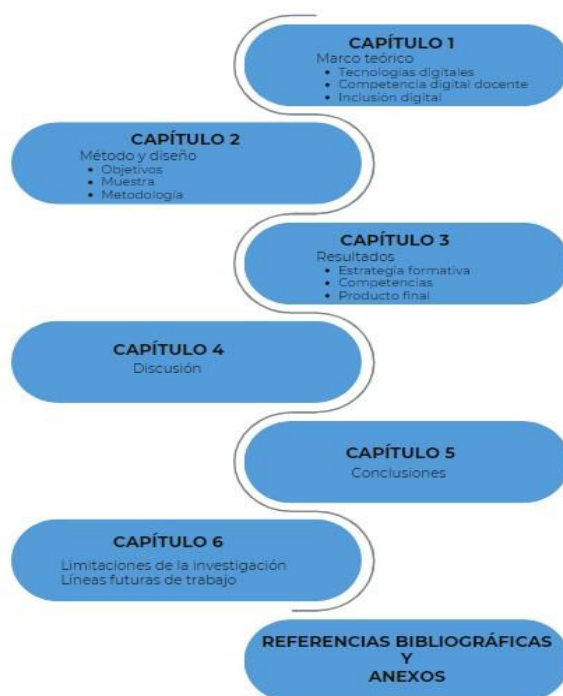 CAPÍTULO 1
Marco teórico
• Tecnologías digitales
• Competencia digital docente
• Inclusión digital
CAPÍTULO 2
Método y diseño
• Objetivos
• Muestra
• Metodología
CAPÍTULO 3
Resultados
• Estrategia formativa
• Competencias
• Producto final
CAPÍTULO 4
Discusión
CAPÍTULO 5
Conclusiones
CAPÍTULO 6
Limitaciones de la investigación
Líneas futuras de trabajo
REFERENCIAS BIBLIOGRÁFICAS
Y
ANEXOS